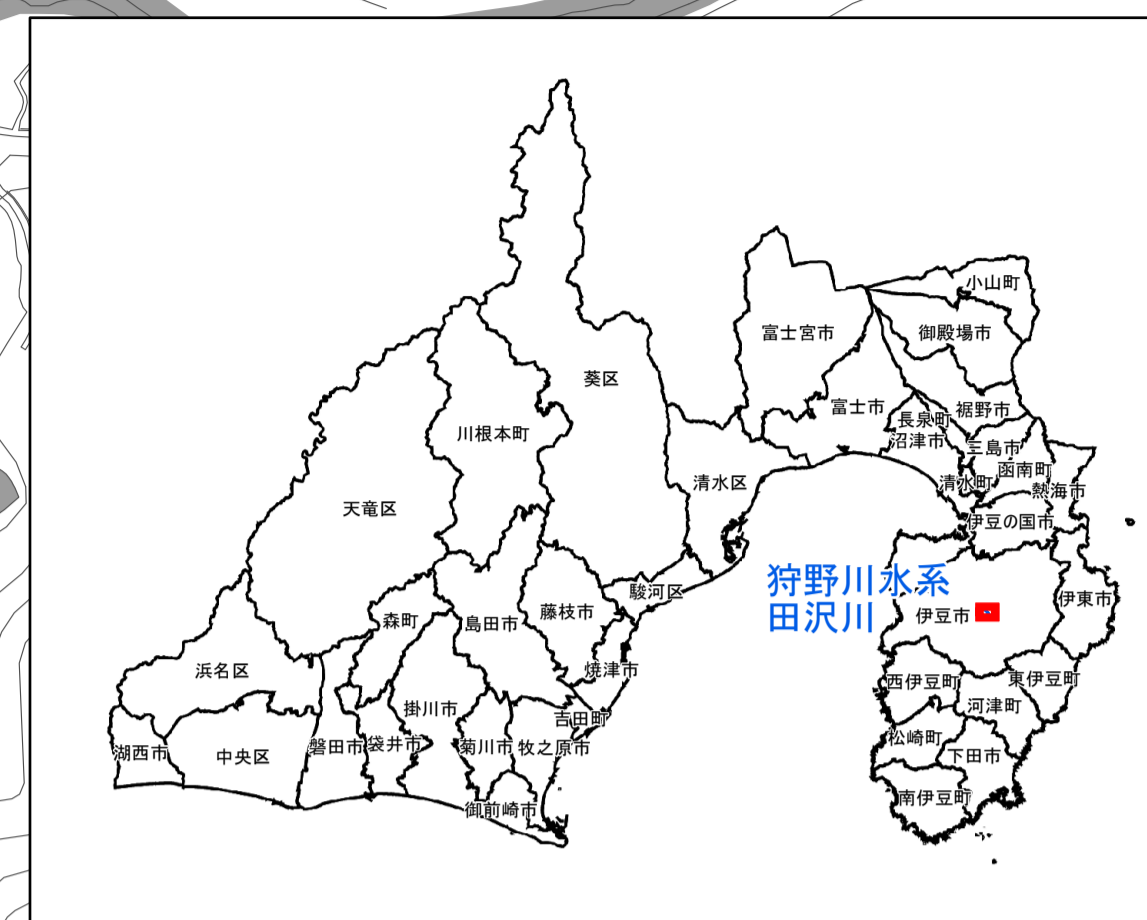 小山町
富士宮市
御殿場市
葵区
富士市
裾野市
長泉町
川根本町
沼津市
三島市
函南町
清水区
清水町
熱海市
天竜区
伊豆の国市
狩野川水系
田沢川
駿河区
伊東市
藤枝市
伊豆市
森町
島田市
浜名区
焼津市
西伊豆町
東伊豆町
掛川市
河津町
吉田町
松崎町
湖西市
中央区
磐田市
袋井市
菊川市
牧之原市
下田市
南伊豆町
御前崎市